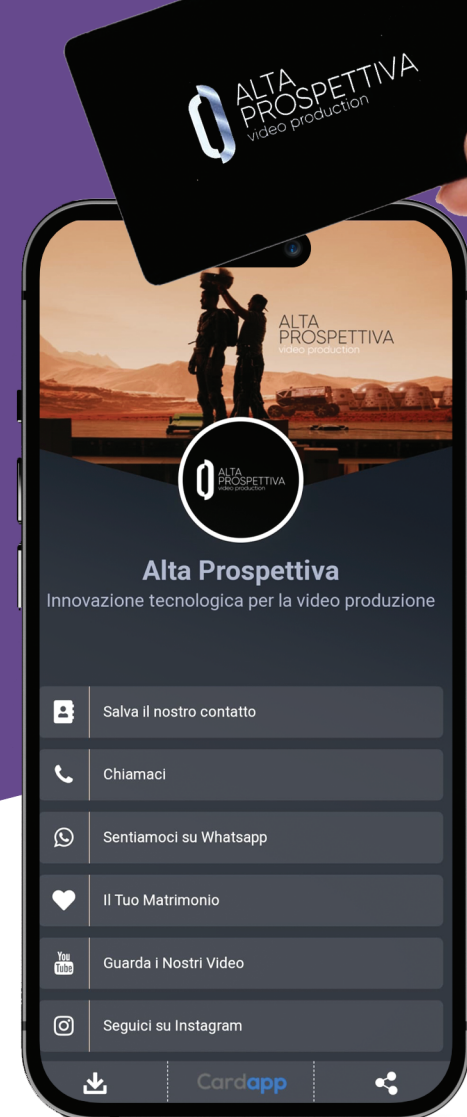 ALTA
PROSPETTIVA
video production
ALTA
PROSPETTIVA
video production
ALTA
PROSPETTIVA
video production
Alta Prospettiva
Innovazione tecnologica per la video produzione
Salva il nostro contatto
Chiamaci
Sentiamoci su Whatsapp
Il Tuo Matrimonio
You
Tube
Guarda i Nostri Video
Seguici su Instagram
Cardapp